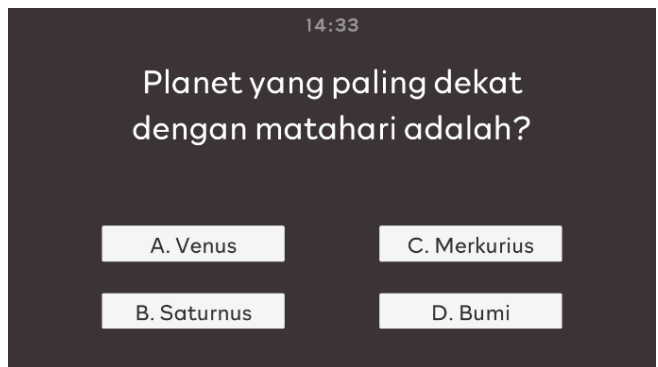 14:33
Planet yang paling dekat
dengan matahari adalah?
A. Venus
C. Merkurius
B. Saturnus
D. Bumi